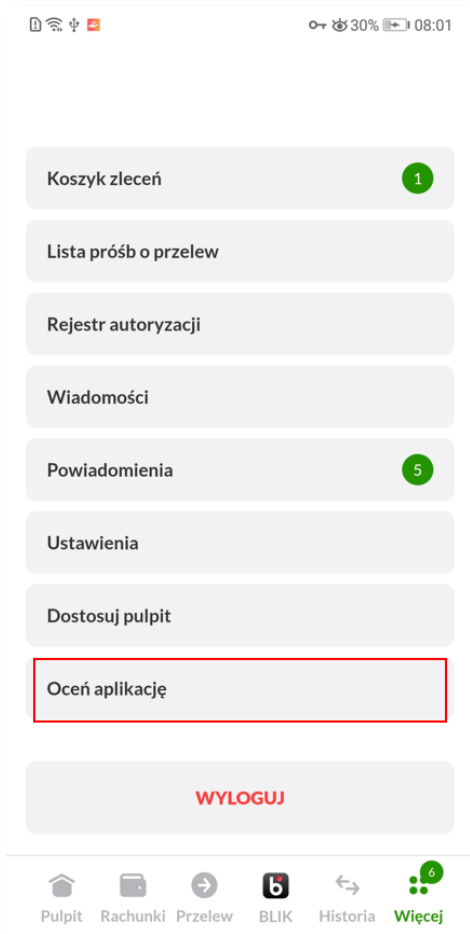 30% 08:01
Koszyk zleceń 1
Lista próśb o przelew
Rejestr autoryzacji
Wiadomości
Powiadomienia 5
Ustawienia
Dostosuj pulpit
Oceń aplikację
WYLOGUJ
6
Pulpit Rachunki Przelew BLIK Historia Więcej